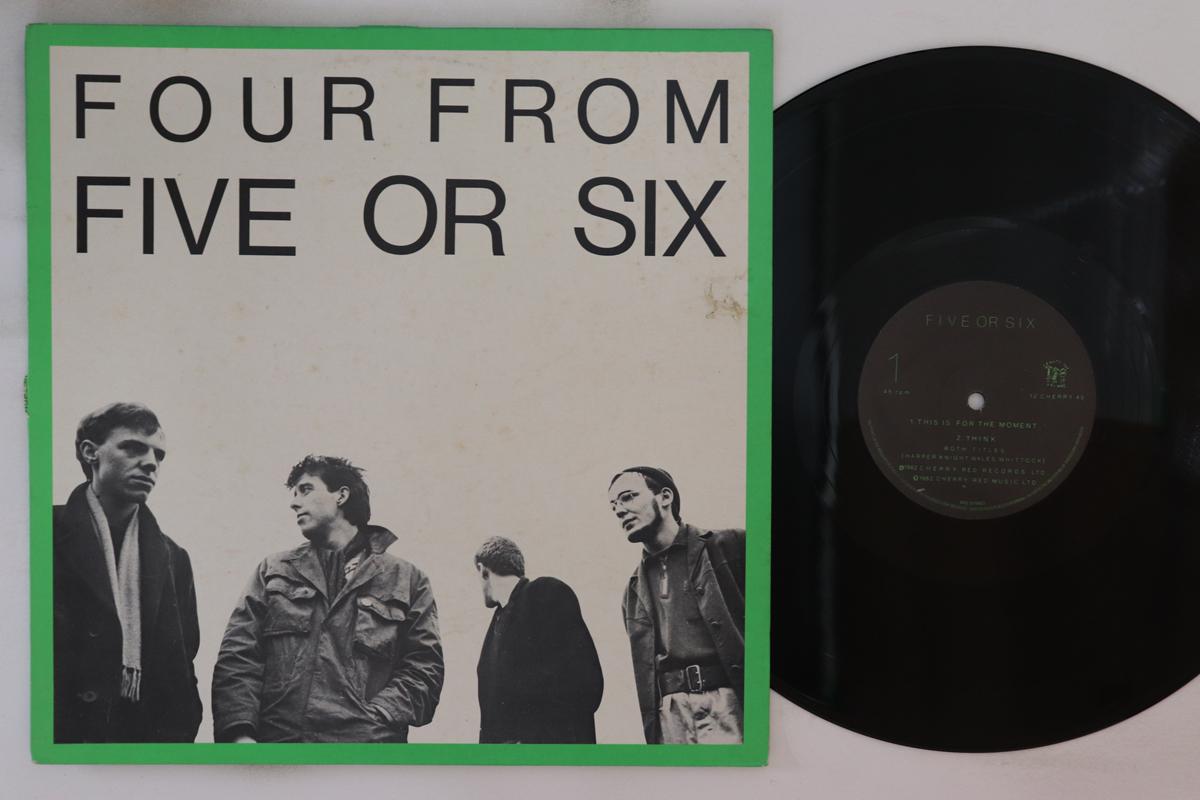 FOUR FROM
FIVE OR SIX
FIVE OR SIX
1
45 rpm
12 CHERRY 45
1. THIS IS FOR THE MOMENT
2. THINK
BOTH TITLES
(HARPER KNIGHT WALES WHITTOCK)
℗1982 CHERRY RED RECORDS LTD
©1982 CHERRY RED MUSIC LTD